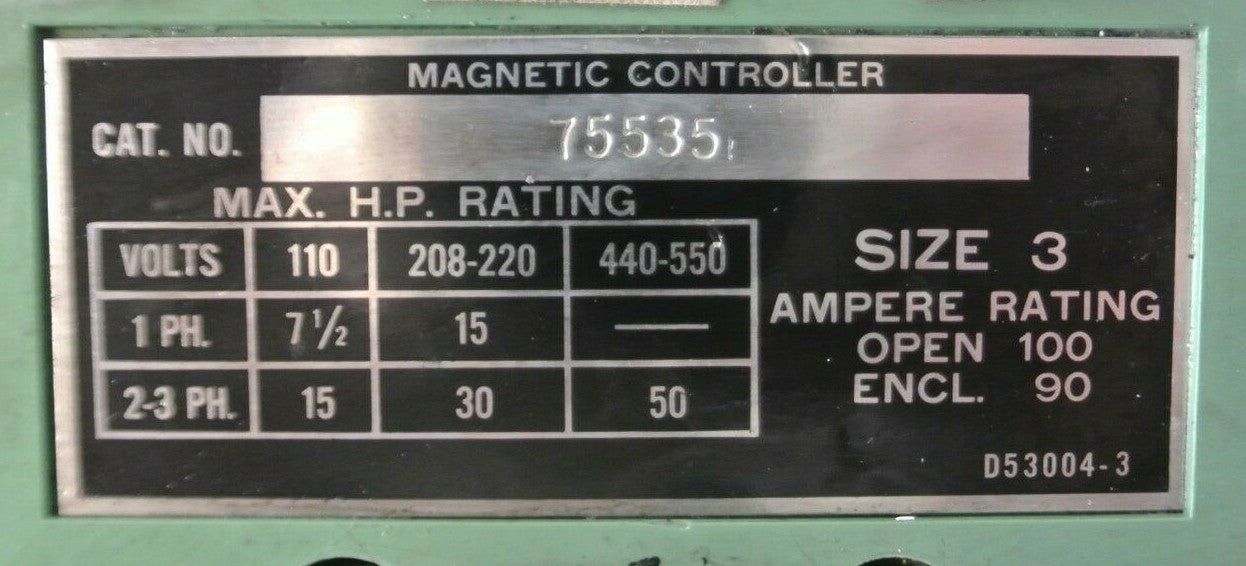 MAGNETIC CONTROLLER
CAT. NO. 75535
MAX. H.P. RATING
VOLTS 110 208-220 440-550
1 PH. 7 1/2 15 —
2-3 PH. 15 30 50
SIZE 3
AMPERE RATING
OPEN 100
ENCL. 90
D53004-3